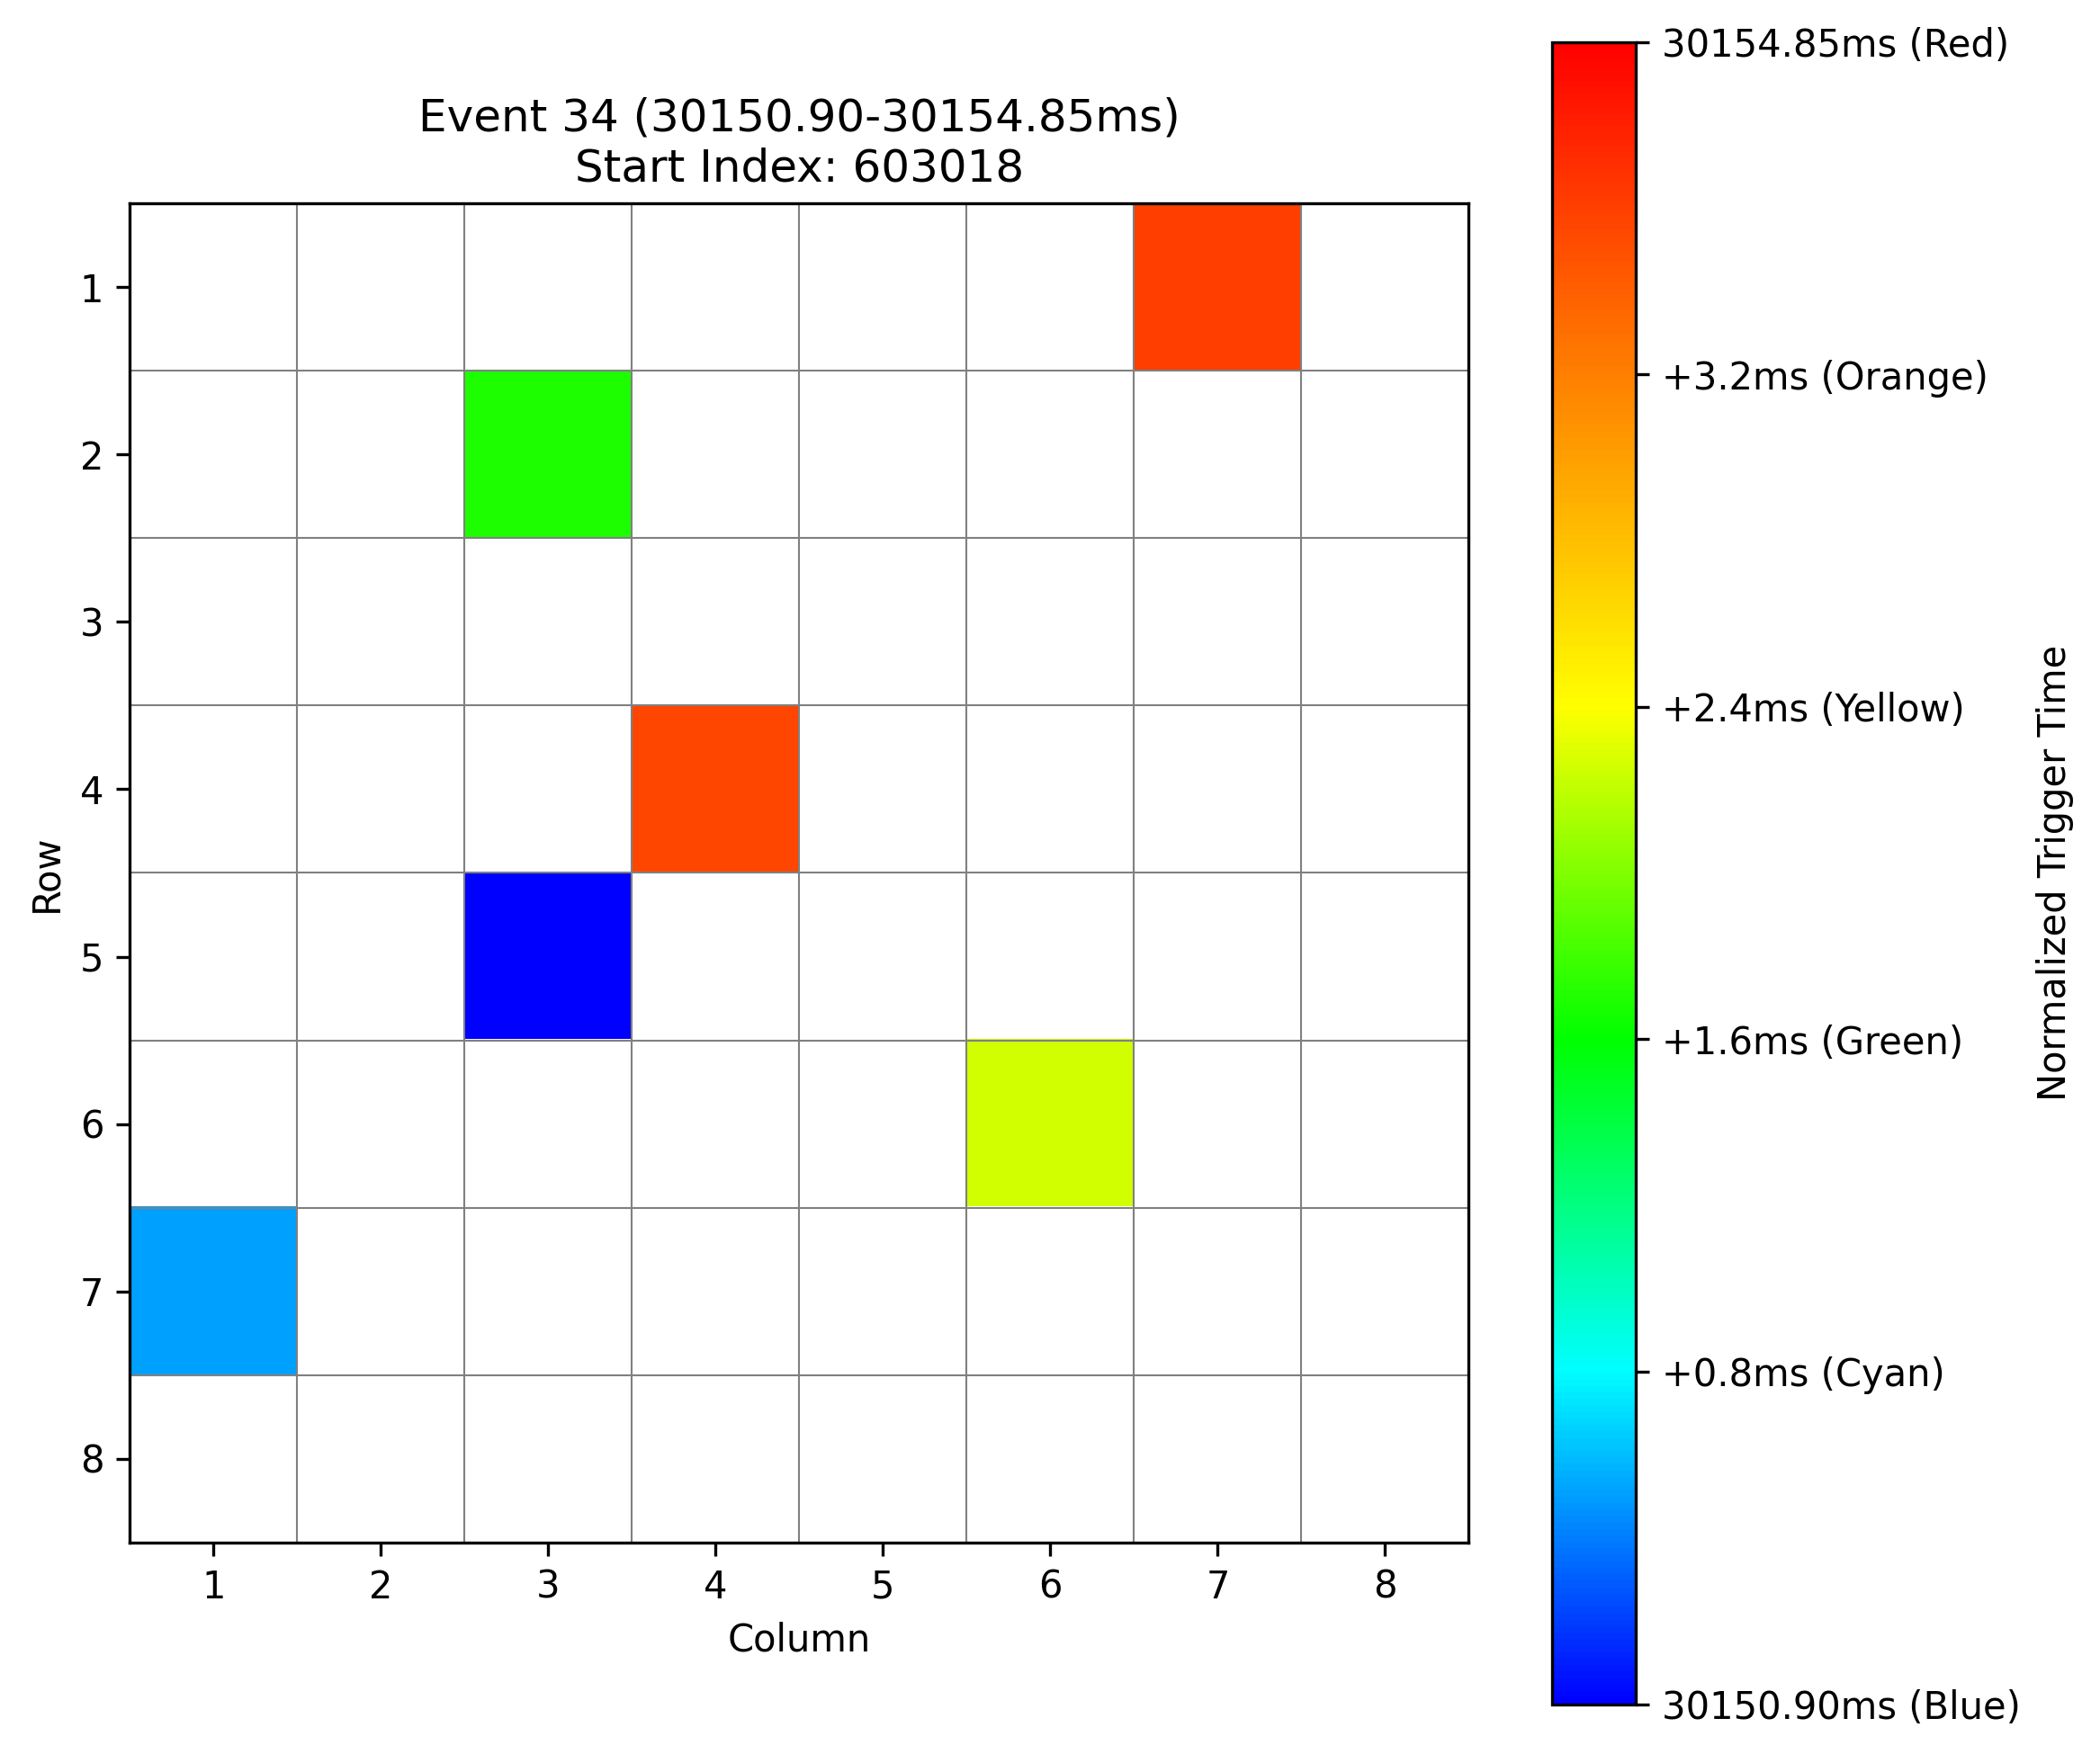 Event 34 (30150.90-30154.85ms)
Start Index: 603018
Row
1
2
3
4
5
6
7
8
1 2 3 4 5 6 7 8
Column
30154.85ms (Red)
+3.2ms (Orange)
+2.4ms (Yellow)
+1.6ms (Green)
+0.8ms (Cyan)
30150.90ms (Blue)
Normalized Trigger Time